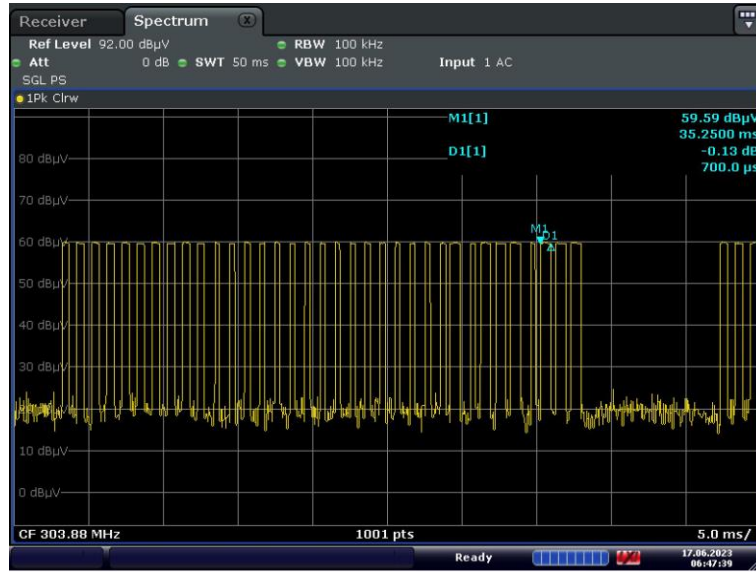 Receiver Spectrum X
Ref Level 92.00 dBµV RBW 100 kHz
Att 0 dB SWT 50 ms VBW 100 kHz Input 1 AC
SGL PS
1Pk Clrw
M1[1] 59.59 dBµV
35.2500 ms
D1[1] -0.13 dB
700.0 µs
80 dBµV
70 dBµV
M1
D1
60 dBµV
50 dBµV
40 dBµV
30 dBµV
10 dBµV
0 dBµV
CF 303.88 MHz 1001 pts 5.0 ms/
Ready 17.06.2023
06:47:39